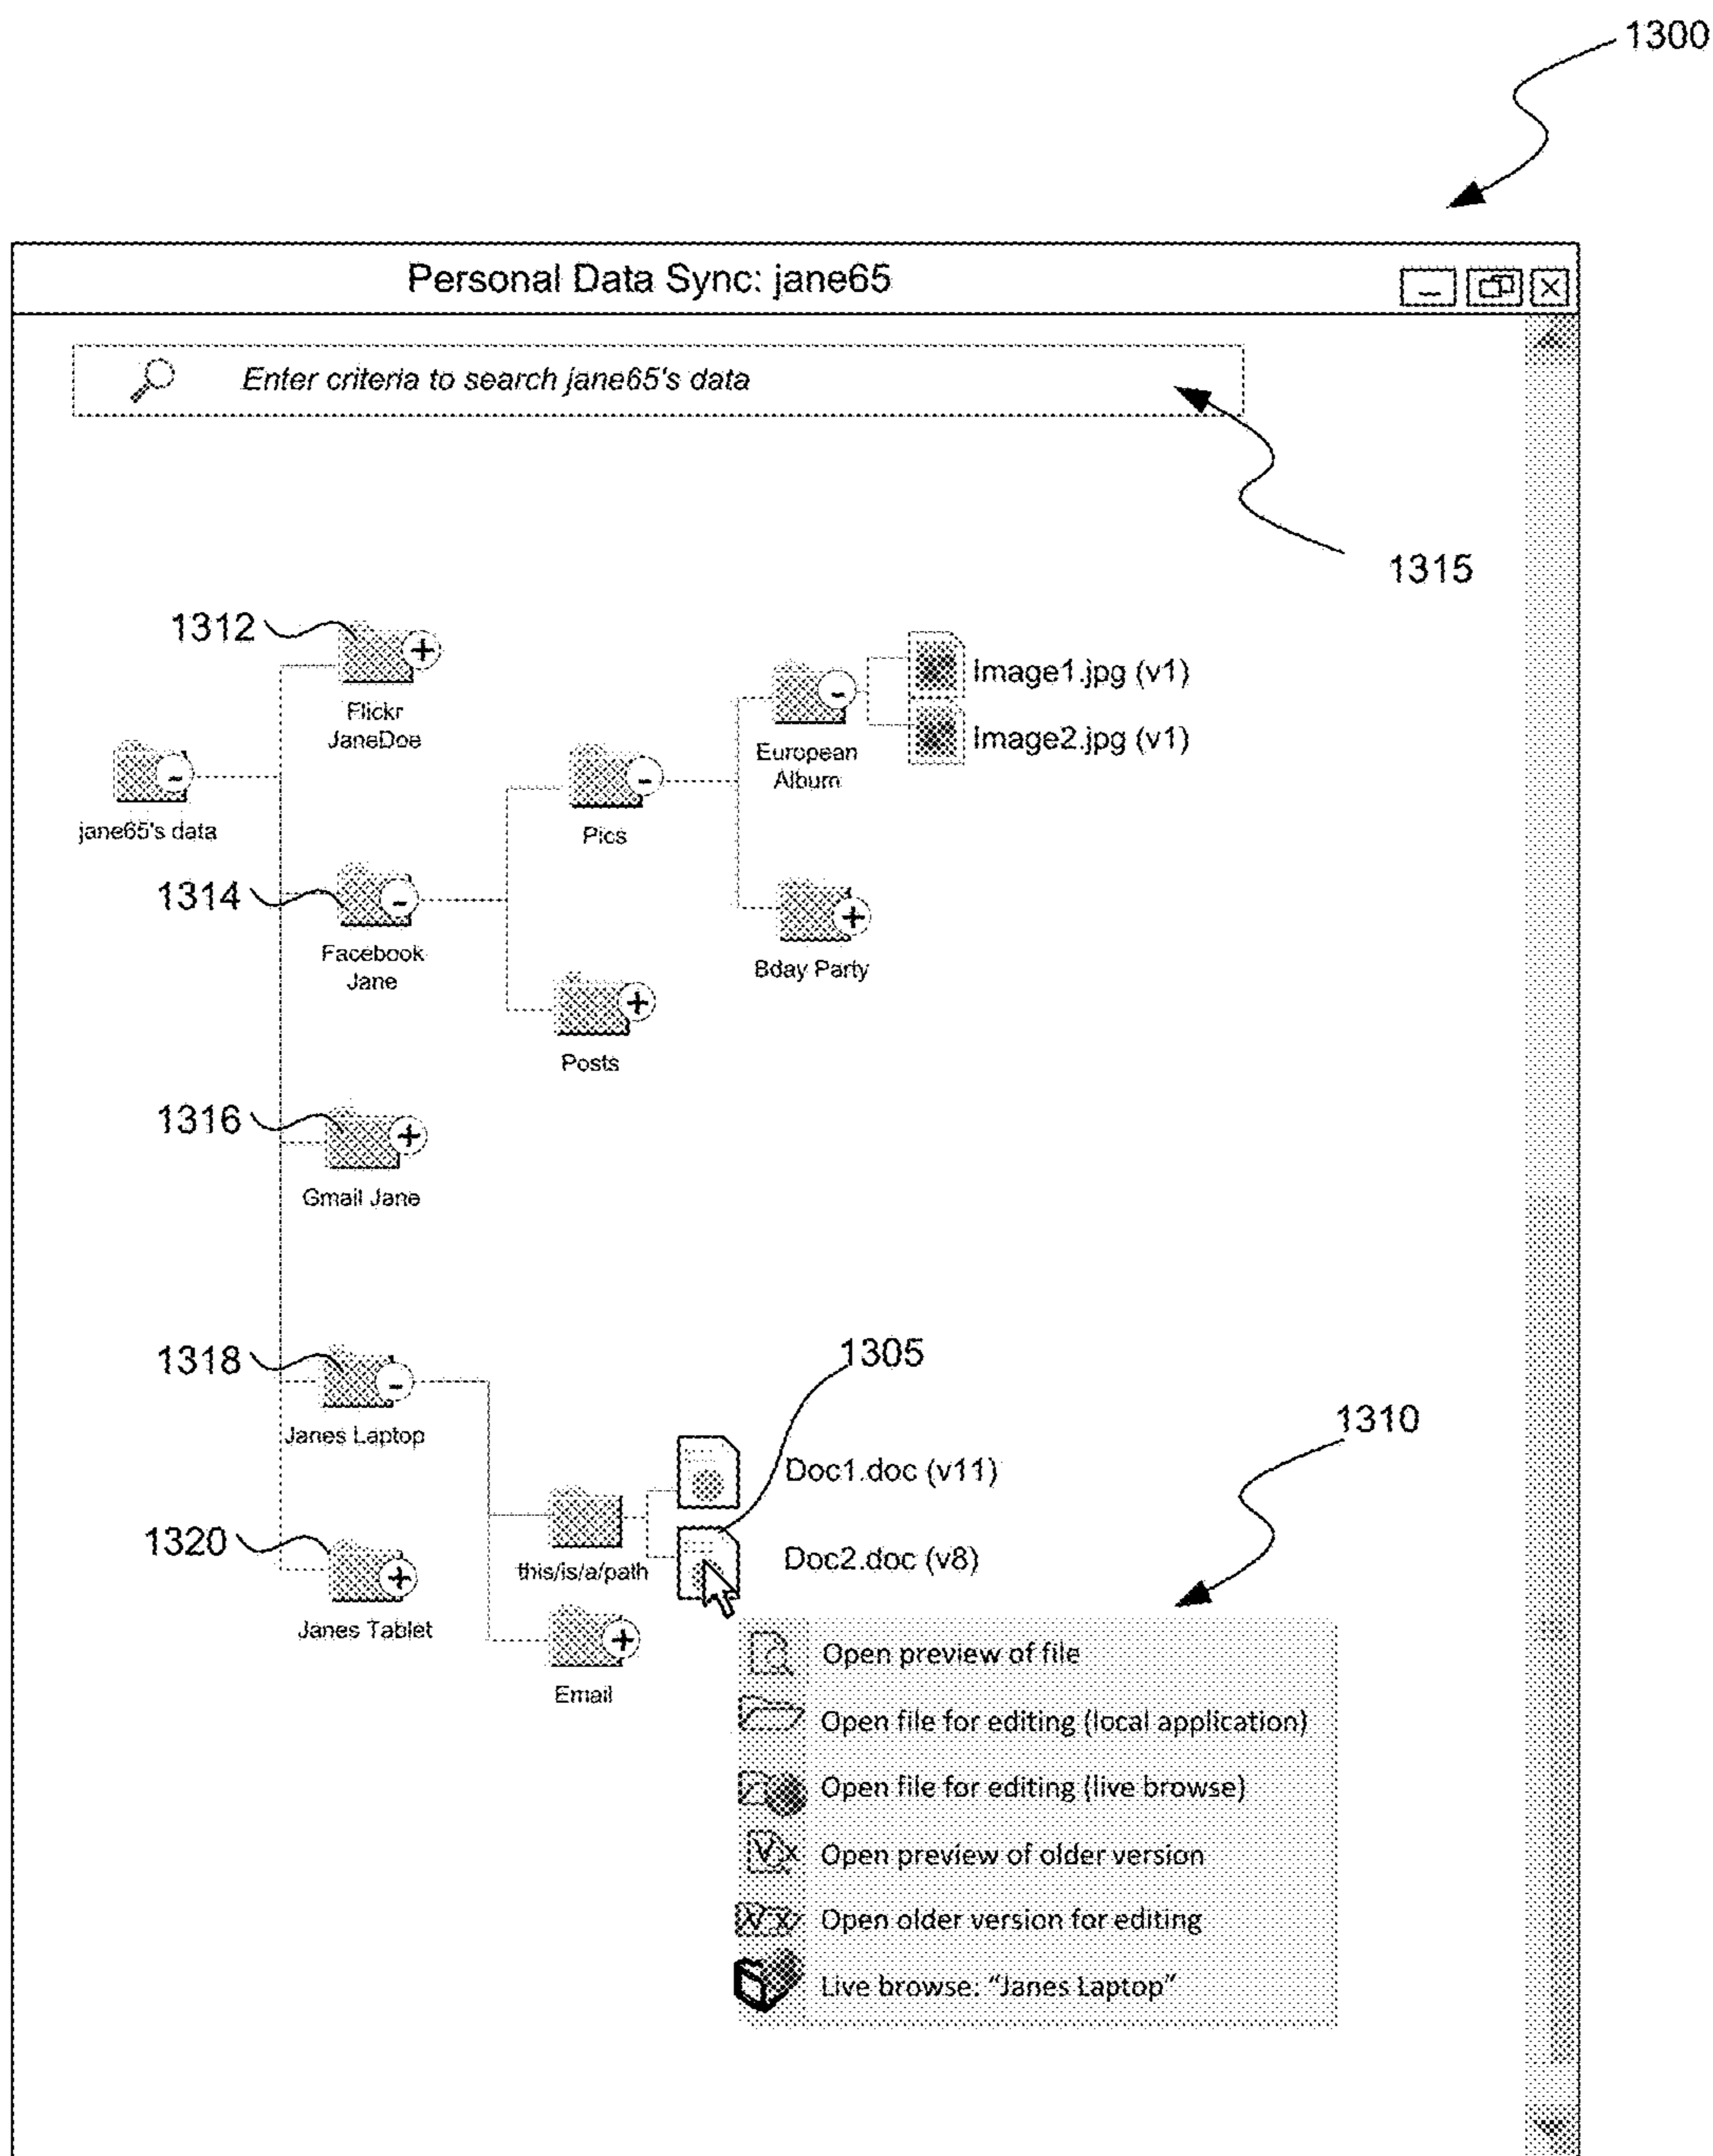 1300
Personal Data Sync: jane65
Enter criteria to search jane65's data
1315
1312
Flickr
JaneDoe
jane65's data
1314
Facebook
Jane
Pics
Posts
European
Album
Image1.jpg (v1)
Image2.jpg (v1)
Bday Party
1316
Gmail Jane
1318
Janes Laptop
1320
Janes Tablet
this/is/a/path
Email
1305
Doc1.doc (v11)
Doc2.doc (v8)
1310
Open preview of file
Open file for editing (local application)
Open file for editing (live browse)
Open preview of older version
Open older version for editing
Live browse: “Janes Laptop”